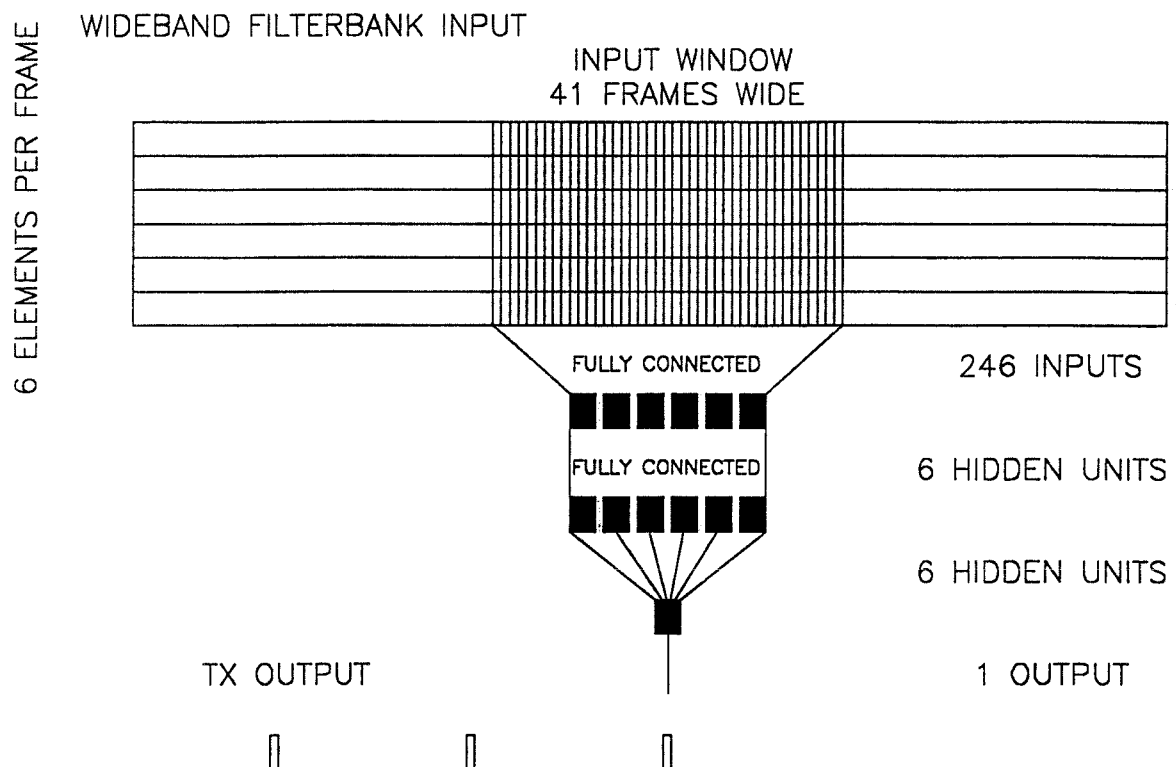 6 ELEMENTS PER FRAME
WIDEBAND FILTERBANK INPUT
INPUT WINDOW
41 FRAMES WIDE
FULLY CONNECTED
246 INPUTS
FULLY CONNECTED
6 HIDDEN UNITS
6 HIDDEN UNITS
TX OUTPUT
1 OUTPUT